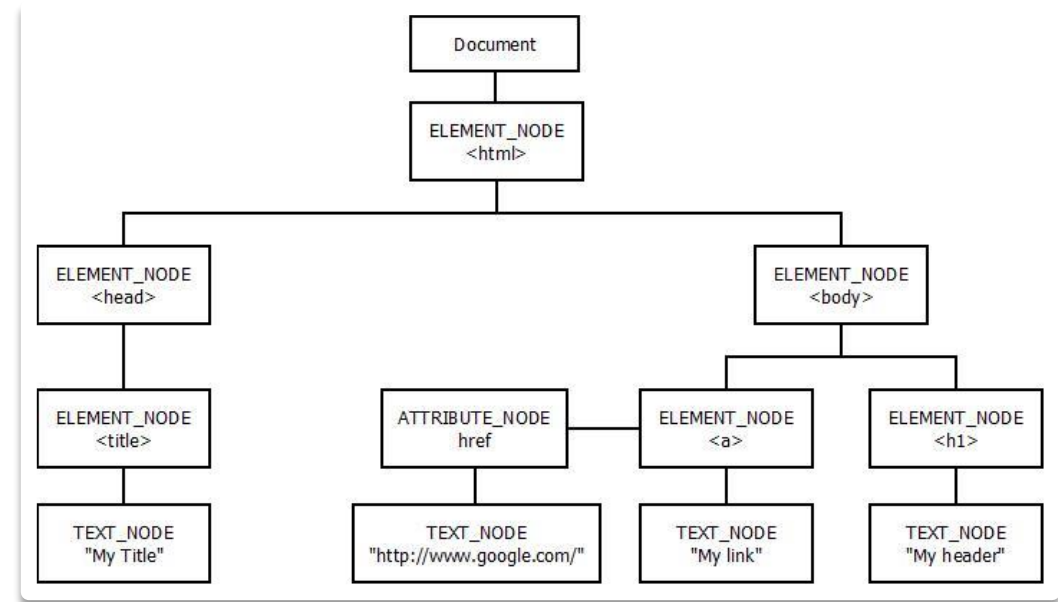 Document
ELEMENT_NODE
<html>
ELEMENT_NODE
<head>
ELEMENT_NODE
<body>
ELEMENT_NODE
<title>
ATTRIBUTE_NODE
href
ELEMENT_NODE
<a>
ELEMENT_NODE
<h1>
TEXT_NODE
"My Title"
TEXT_NODE
"http://www.google.com/"
TEXT_NODE
"My link"
TEXT_NODE
"My header"